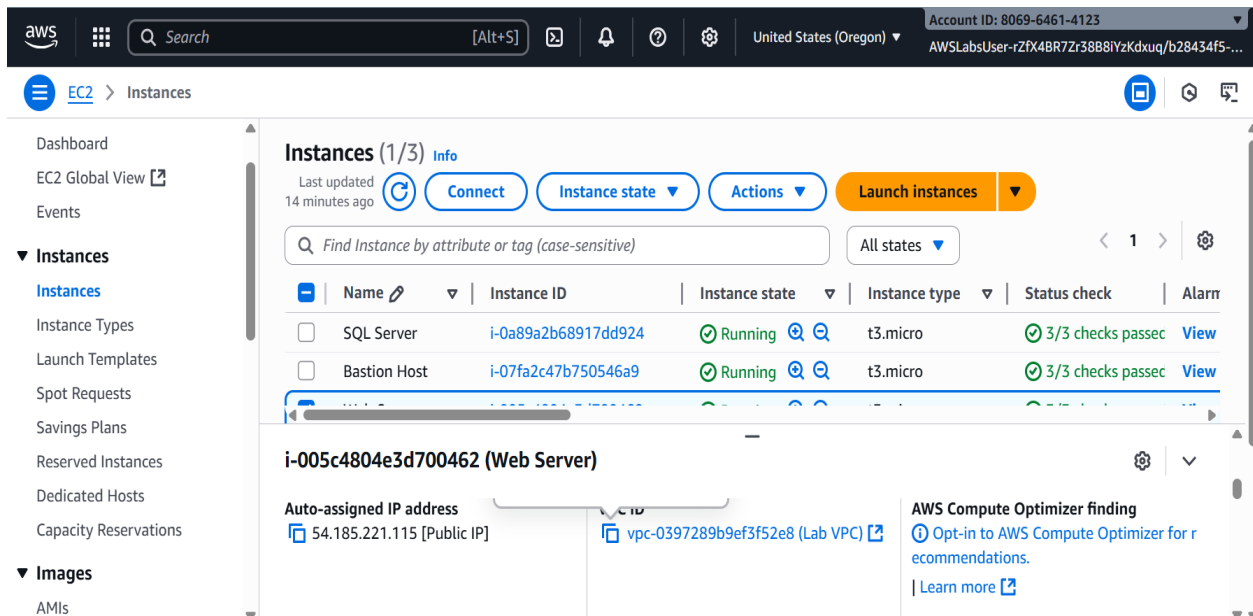 aws
Search [Alt+S]
United States (Oregon)
Account ID: 8069-6461-4123
AWSLabsUser-rZfX4BR7Zr38B8iYzKdxuq/b28434f5-...
EC2 > Instances
Dashboard
EC2 Global View
Events
Instances
Instances
Instance Types
Launch Templates
Spot Requests
Savings Plans
Reserved Instances
Dedicated Hosts
Capacity Reservations
Images
AMIs
Instances (1/3) Info
Last updated
14 minutes ago
Connect
Instance state
Actions
Launch instances
Find Instance by attribute or tag (case-sensitive)
All states
1
Name Instance ID Instance state Instance type Status check Alarm
SQL Server i-0a89a2b68917dd924 Running t3.micro 3/3 checks passed View
Bastion Host i-07fa2c47b750546a9 Running t3.micro 3/3 checks passed View
i-005c4804e3d700462 (Web Server)
Auto-assigned IP address
54.185.221.115 [Public IP]
ID
vpc-0397289b9ef3f52e8 (Lab VPC)
AWS Compute Optimizer finding
Opt-in to AWS Compute Optimizer for r
ecommendations.
| Learn more